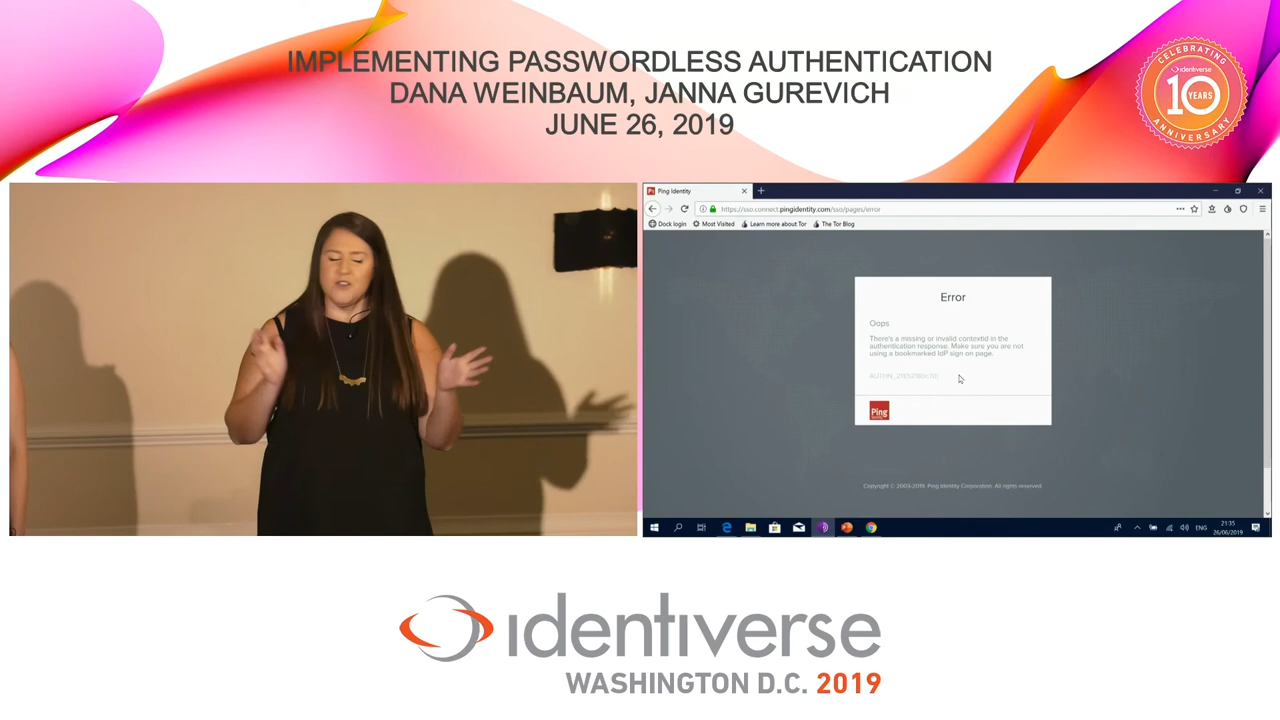 IMPLEMENTING PASSWORDLESS AUTHENTICATION
DANA WEINBAUM, JANNA GUREVICH
JUNE 26, 2019
CELEBRATING
identiverse
10 YEARS
ANNIVERSARY
Ping Identity
https://sso.connect.pingidentity.com/sso/pages/error
Dock login Most Visited Learn more about Tor The Tor Blog
Error
Oops
There's a missing or invalid contextid in the
authentication response. Make sure you are not
using a bookmarked IdP sign on page.
Ping
Copyright © 2003-2019 Ping Identity Corporation. All rights reserved.
ENG
21:35
26/06/2019
identiverse
WASHINGTON D.C. 2019